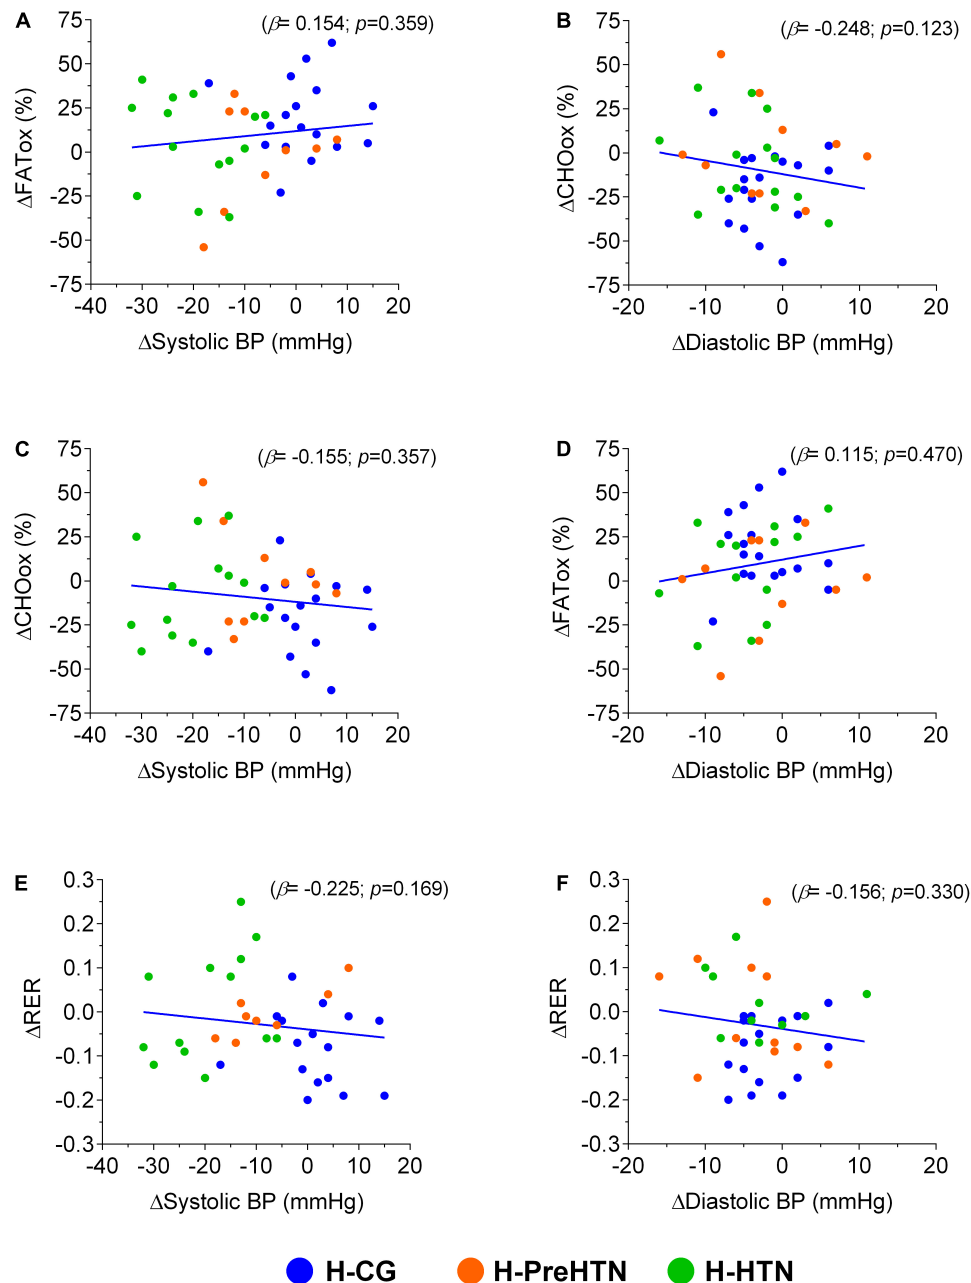 A
(β= 0.154; p=0.359)
75
50
25
0
-25
-50
-75
ΔFATox (%)
-40 -30 -20 -10 0 10 20
ΔSystolic BP (mmHg)
B
(β= -0.248; p=0.123)
75
50
25
0
-25
-50
-75
ΔCHOox (%)
-20 -10 0 10 20
ΔDiastolic BP (mmHg)
C
(β= -0.155; p=0.357)
75
50
25
0
-25
-50
-75
ΔCHOox (%)
-40 -30 -20 -10 0 10 20
ΔSystolic BP (mmHg)
D
(β= 0.115; p=0.470)
75
50
25
0
-25
-50
-75
ΔFATox (%)
-20 -10 0 10 20
ΔDiastolic BP (mmHg)
E
(β= -0.225; p=0.169)
0.3
0.2
0.1
0.0
-0.1
-0.2
-0.3
ΔRER
-40 -30 -20 -10 0 10 20
ΔSystolic BP (mmHg)
F
(β= -0.156; p=0.330)
0.3
0.2
0.1
0.0
-0.1
-0.2
-0.3
ΔRER
-20 -10 0 10 20
ΔDiastolic BP (mmHg)
H-CG H-PreHTN H-HTN